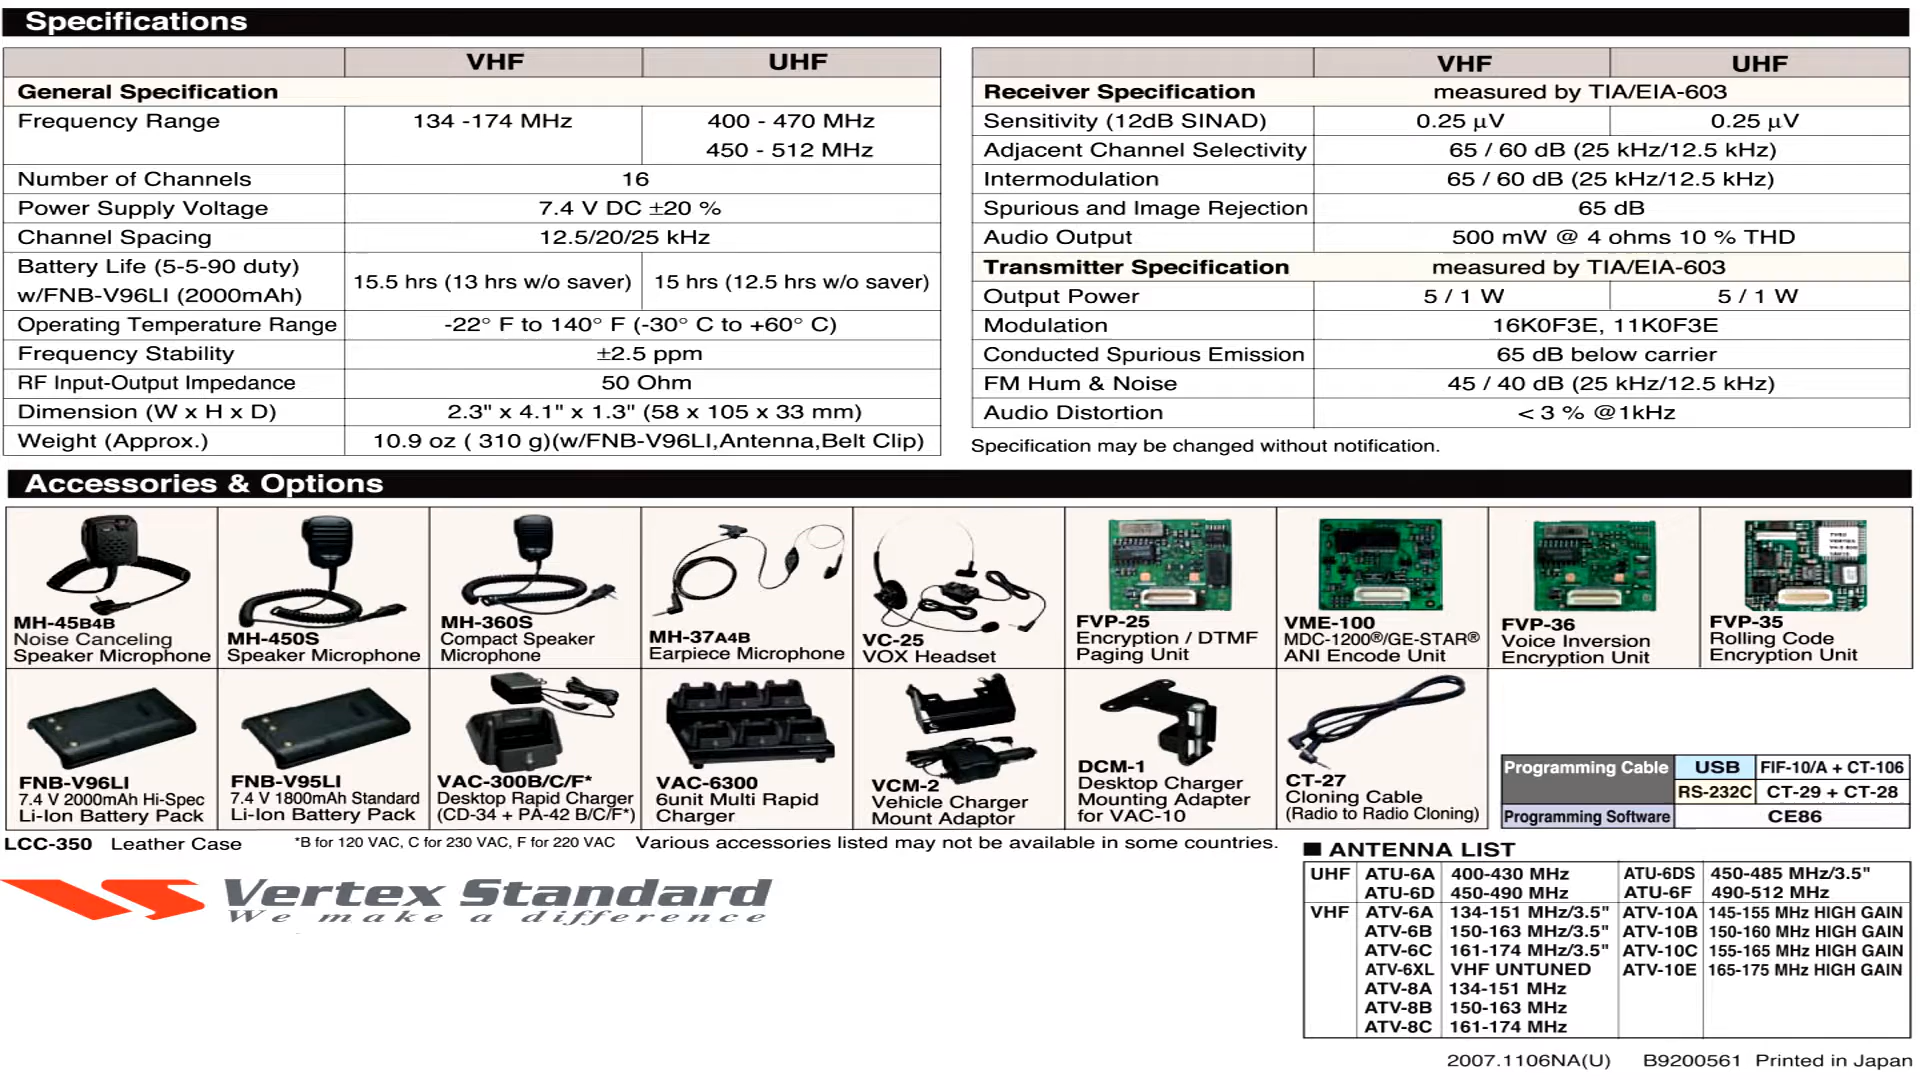 Specifications
VHF UHF
General Specification
Frequency Range 134 -174 MHz 400 - 470 MHz
450 - 512 MHz
Number of Channels 16
Power Supply Voltage 7.4 V DC ±20 %
Channel Spacing 12.5/20/25 kHz
Battery Life (5-5-90 duty)
w/FNB-V96LI (2000mAh) 15.5 hrs (13 hrs w/o saver) 15 hrs (12.5 hrs w/o saver)
Operating Temperature Range -22° F to 140° F (-30° C to +60° C)
Frequency Stability ±2.5 ppm
RF Input-Output Impedance 50 Ohm
Dimension (W x H x D) 2.3" x 4.1" x 1.3" (58 x 105 x 33 mm)
Weight (Approx.) 10.9 oz ( 310 g)(w/FNB-V96LI,Antenna,Belt Clip)
VHF UHF
Receiver Specification measured by TIA/EIA-603
Sensitivity (12dB SINAD) 0.25 µV 0.25 µV
Adjacent Channel Selectivity 65 / 60 dB (25 kHz/12.5 kHz)
Intermodulation 65 / 60 dB (25 kHz/12.5 kHz)
Spurious and Image Rejection 65 dB
Audio Output 500 mW @ 4 ohms 10 % THD
Transmitter Specification measured by TIA/EIA-603
Output Power 5 / 1 W 5 / 1 W
Modulation 16K0F3E, 11K0F3E
Conducted Spurious Emission 65 dB below carrier
FM Hum & Noise 45 / 40 dB (25 kHz/12.5 kHz)
Audio Distortion < 3 % @1kHz
Specification may be changed without notification.
Accessories & Options
MH-45B4B
Noise Canceling
Speaker Microphone
MH-450S
Speaker Microphone
MH-360S
Compact Speaker
Microphone
MH-37A4B
Earpiece Microphone
VC-25
VOX Headset
FVP-25
Encryption / DTMF
Paging Unit
VME-100
MDC-1200®/GE-STAR®
ANI Encode Unit
FVP-36
Voice Inversion
Encryption Unit
FVP-35
Rolling Code
Encryption Unit
FNB-V96LI
7.4 V 2000mAh Hi-Spec
Li-Ion Battery Pack
FNB-V95LI
7.4 V 1800mAh Standard
Li-Ion Battery Pack
VAC-300B/C/F*
Desktop Rapid Charger
(CD-34 + PA-42 B/C/F*)
VAC-6300
6unit Multi Rapid
Charger
VCM-2
Vehicle Charger
Mount Adaptor
DCM-1
Desktop Charger
Mounting Adapter
for VAC-10
CT-27
Cloning Cable
(Radio to Radio Cloning)
Programming Cable USB FIF-10/A + CT-106
RS-232C CT-29 + CT-28
Programming Software CE86
LCC-350 Leather Case *B for 120 VAC, C for 230 VAC, F for 220 VAC Various accessories listed may not be available in some countries.
Vertex Standard
We make a difference
■ ANTENNA LIST
UHF ATU-6A 400-430 MHz ATU-6DS 450-485 MHz/3.5"
ATU-6D 450-490 MHz ATU-6F 490-512 MHz
VHF ATV-6A 134-151 MHz/3.5" ATV-10A 145-155 MHz HIGH GAIN
ATV-6B 150-163 MHz/3.5" ATV-10B 150-160 MHz HIGH GAIN
ATV-6C 161-174 MHz/3.5" ATV-10C 155-165 MHz HIGH GAIN
ATV-6XL VHF UNTUNED ATV-10E 165-175 MHz HIGH GAIN
ATV-8A 134-151 MHz
ATV-8B 150-163 MHz
ATV-8C 161-174 MHz
2007.1106NA(U) B9200561 Printed in Japan